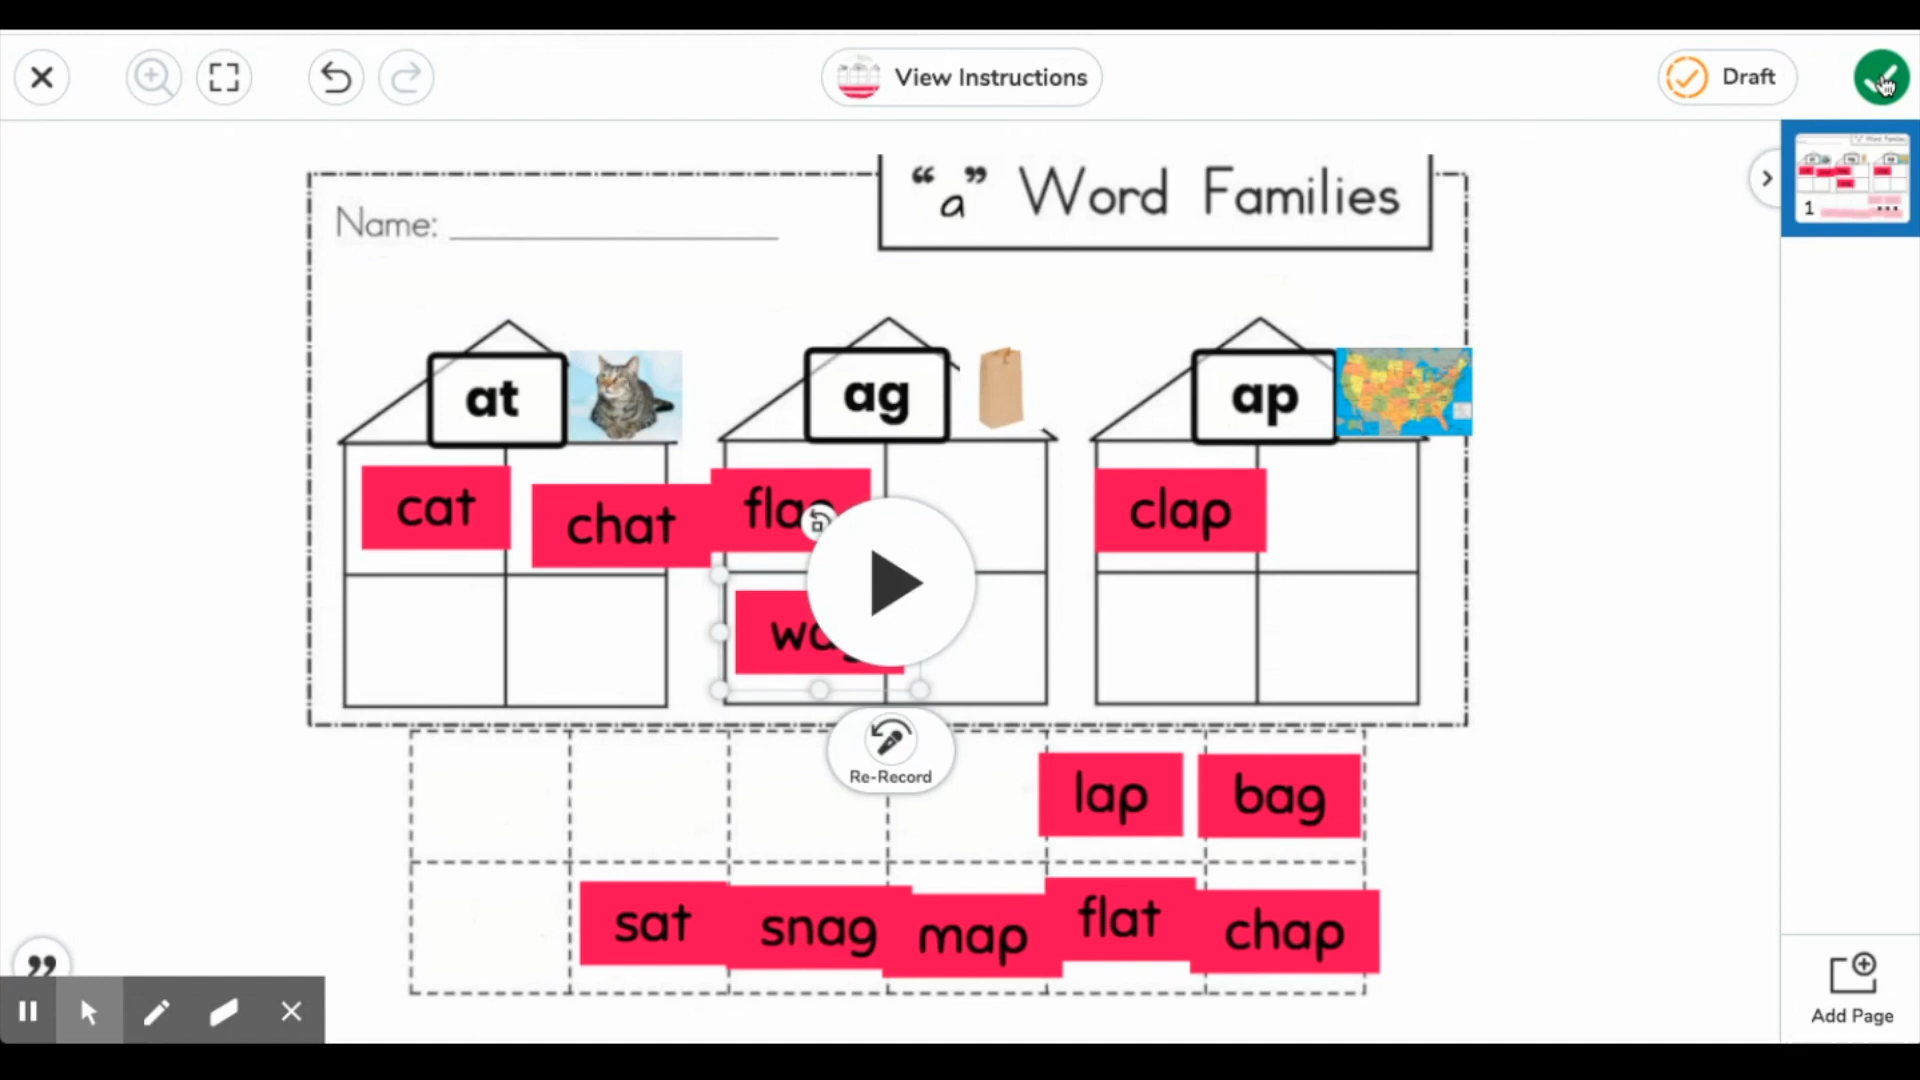 View Instructions
Draft
"a" Word Families
Name:
at
ag
ap
cat
chat
clap
Re-Record
lap
bag
sat
snag
map
flat
chap
1
Add Page